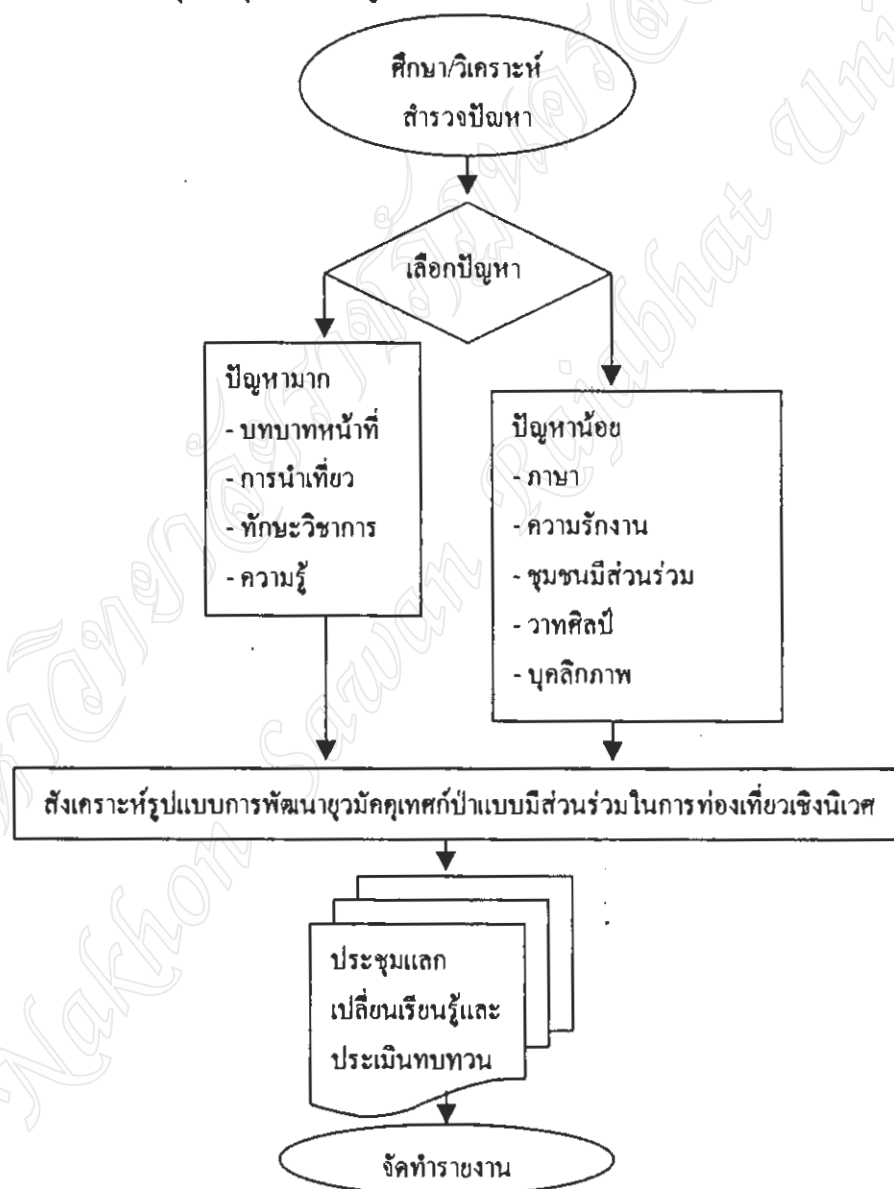 ศึกษา/วิเคราะห์
สำรวจปัญหา
เลือกปัญหา
ปัญหามาก
- บทบาทหน้าที่
- การนำเที่ยว
- ทักษะวิชาการ
- ความรู้
ปัญหาน้อย
- ภาษา
- ความรักงาน
- ชุมชนมีส่วนร่วม
- วาทศิลป์
- บุคลิกภาพ
สังเคราะห์รูปแบบการพัฒนายุวมัคคุเทศก์ป่าแบบมีส่วนร่วมในการท่องเที่ยวเชิงนิเวศ
ประชุมแลก
เปลี่ยนเรียนรู้และ
ประเมินทบทวน
จัดทำรายงาน
Nakhon Sawan Rajabhat